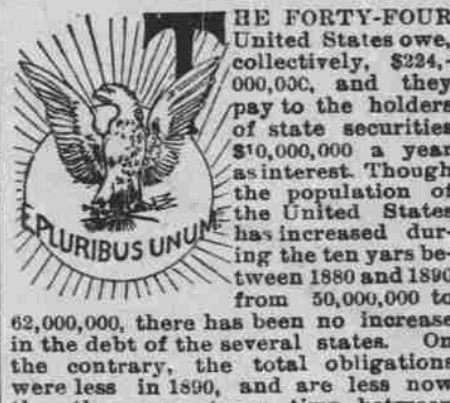 THE FORTY-FOUR
United States owe,
collectively, $224,-
000,000, and they
pay to the holders
of state securities
$10,000,000 a year
as interest. Though
the population of
the United States
has increased dur-
ing the ten yars be-
tween 1880 and 1890
from 50,000,000 to
E PLURIBUS UNUM
62,000,000, there has been no increase
in the debt of the several states. On
the contrary, the total obligations
were less in 1890, and are less now